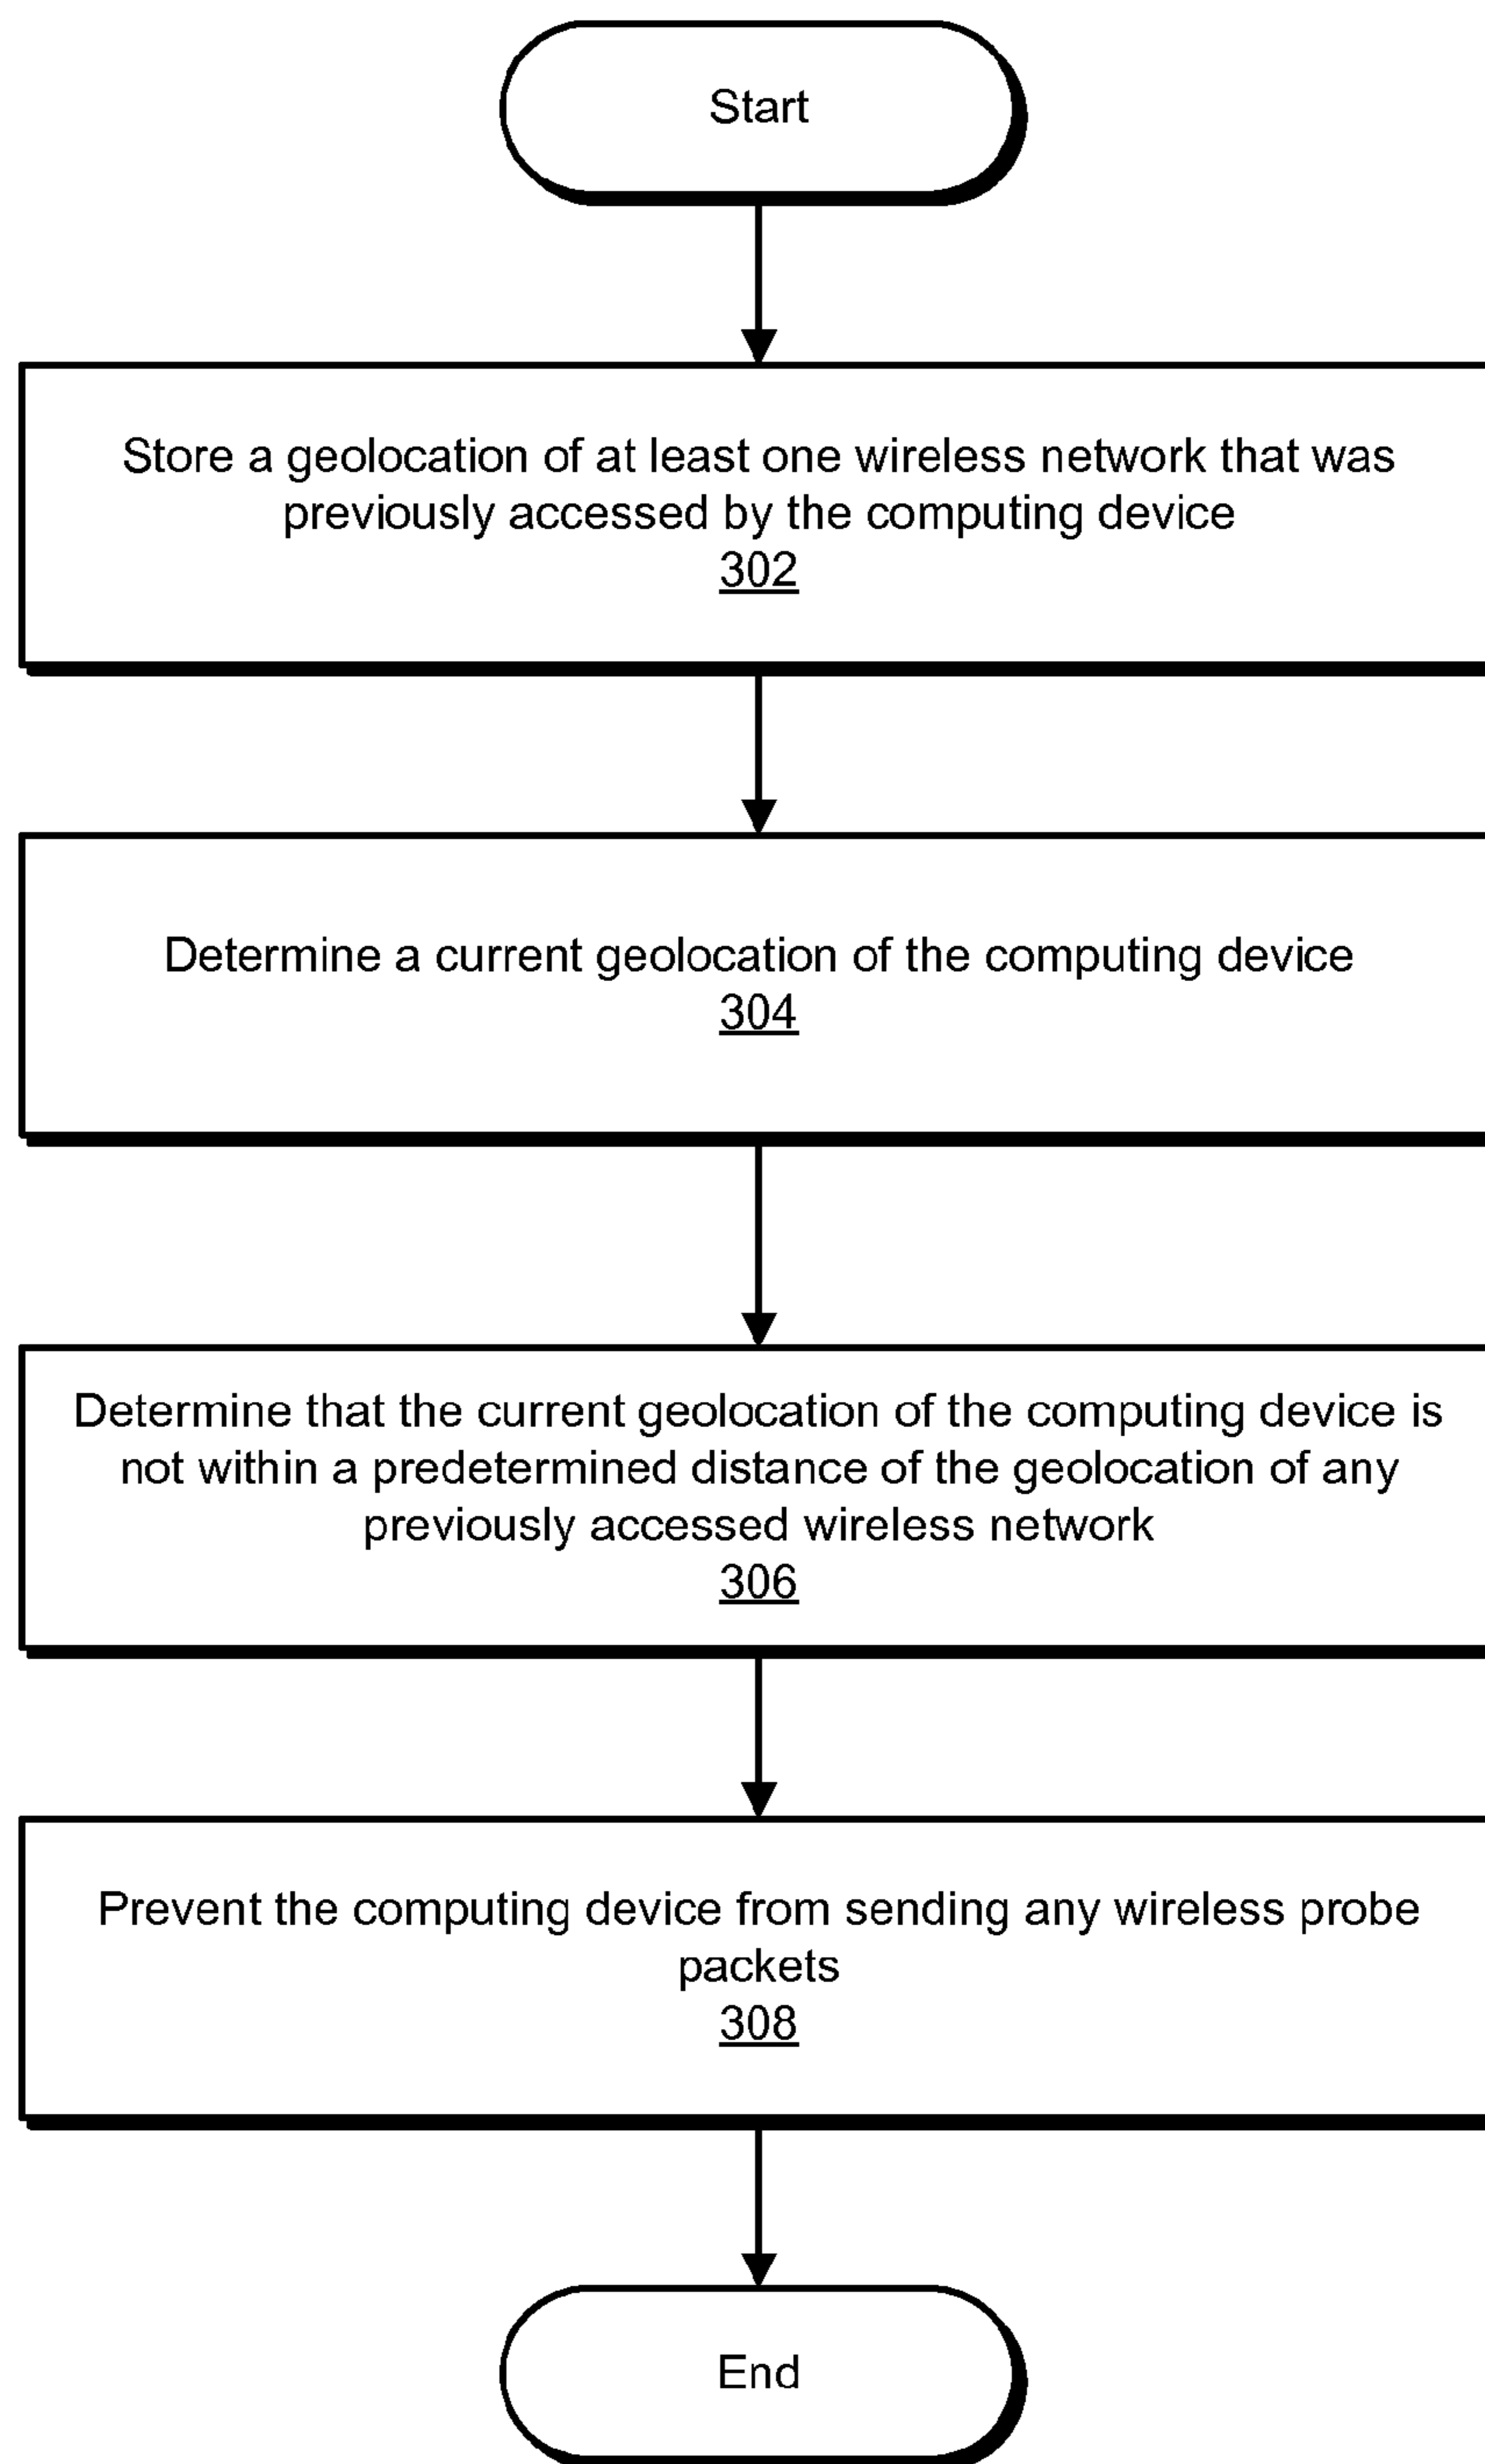 Start
Store a geolocation of at least one wireless network that was
previously accessed by the computing device
302
Determine a current geolocation of the computing device
304
Determine that the current geolocation of the computing device is
not within a predetermined distance of the geolocation of any
previously accessed wireless network
306
Prevent the computing device from sending any wireless probe
packets
308
End